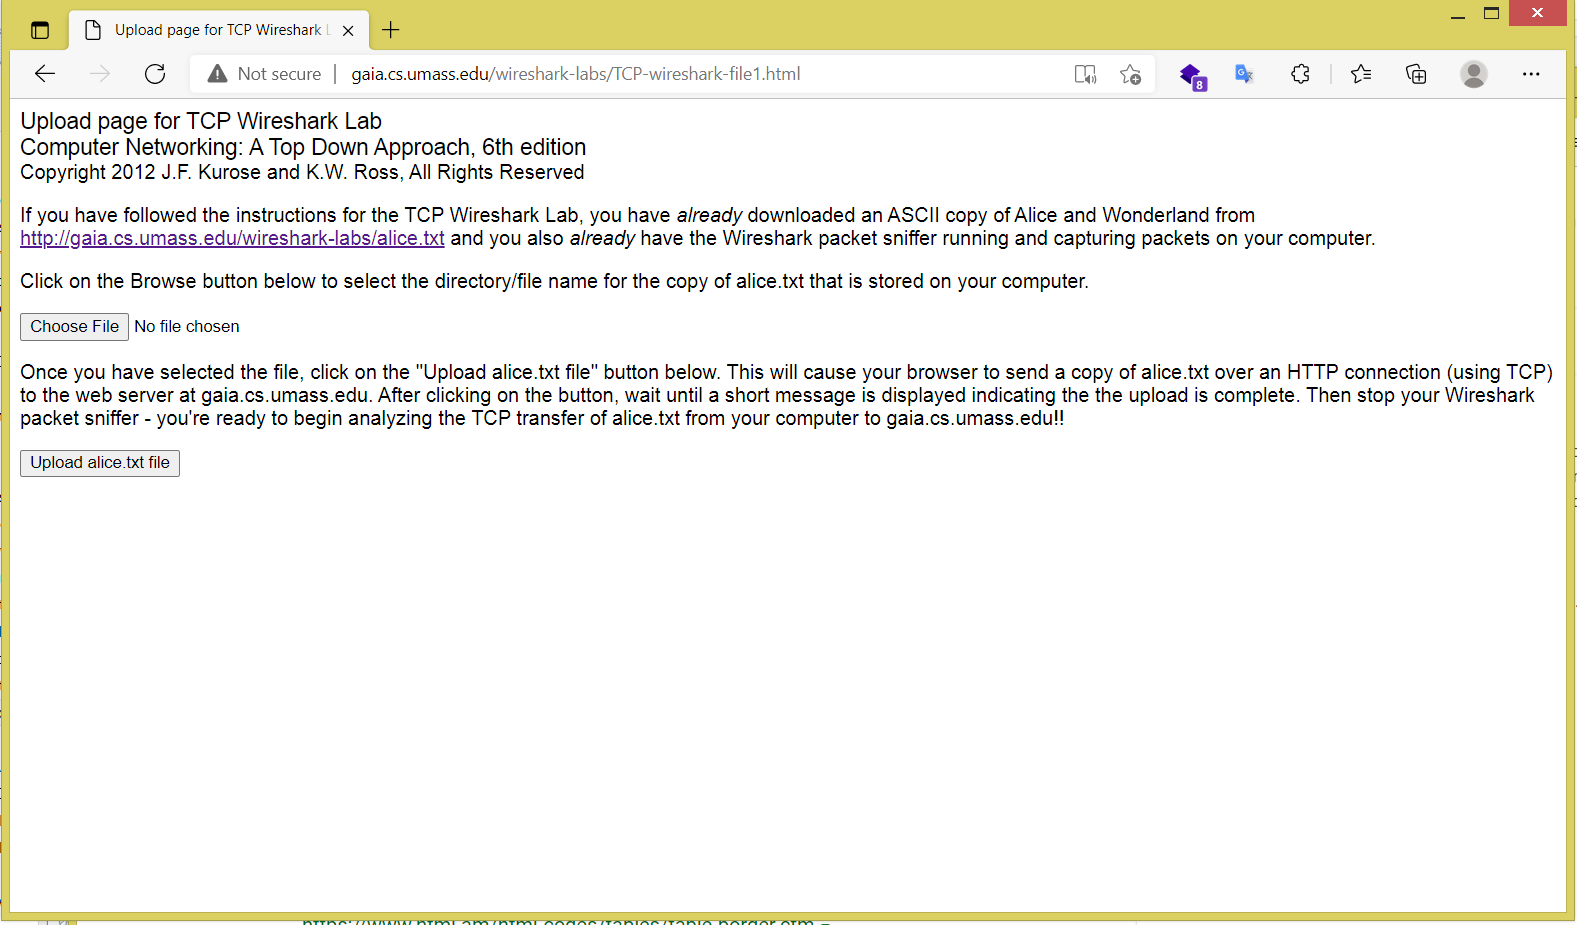 Upload page for TCP Wireshark L
Not secure
gaia.cs.umass.edu/wireshark-labs/TCP-wireshark-file1.html
8
Upload page for TCP Wireshark Lab
Computer Networking: A Top Down Approach, 6th edition
Copyright 2012 J.F. Kurose and K.W. Ross, All Rights Reserved
If you have followed the instructions for the TCP Wireshark Lab, you have already downloaded an ASCII copy of Alice and Wonderland from
http://gaia.cs.umass.edu/wireshark-labs/alice.txt and you also already have the Wireshark packet sniffer running and capturing packets on your computer.
Click on the Browse button below to select the directory/file name for the copy of alice.txt that is stored on your computer.
Choose File No file chosen
Once you have selected the file, click on the "Upload alice.txt file" button below. This will cause your browser to send a copy of alice.txt over an HTTP connection (using TCP)
to the web server at gaia.cs.umass.edu. After clicking on the button, wait until a short message is displayed indicating the the upload is complete. Then stop your Wireshark
packet sniffer - you're ready to begin analyzing the TCP transfer of alice.txt from your computer to gaia.cs.umass.edu!!
Upload alice.txt file